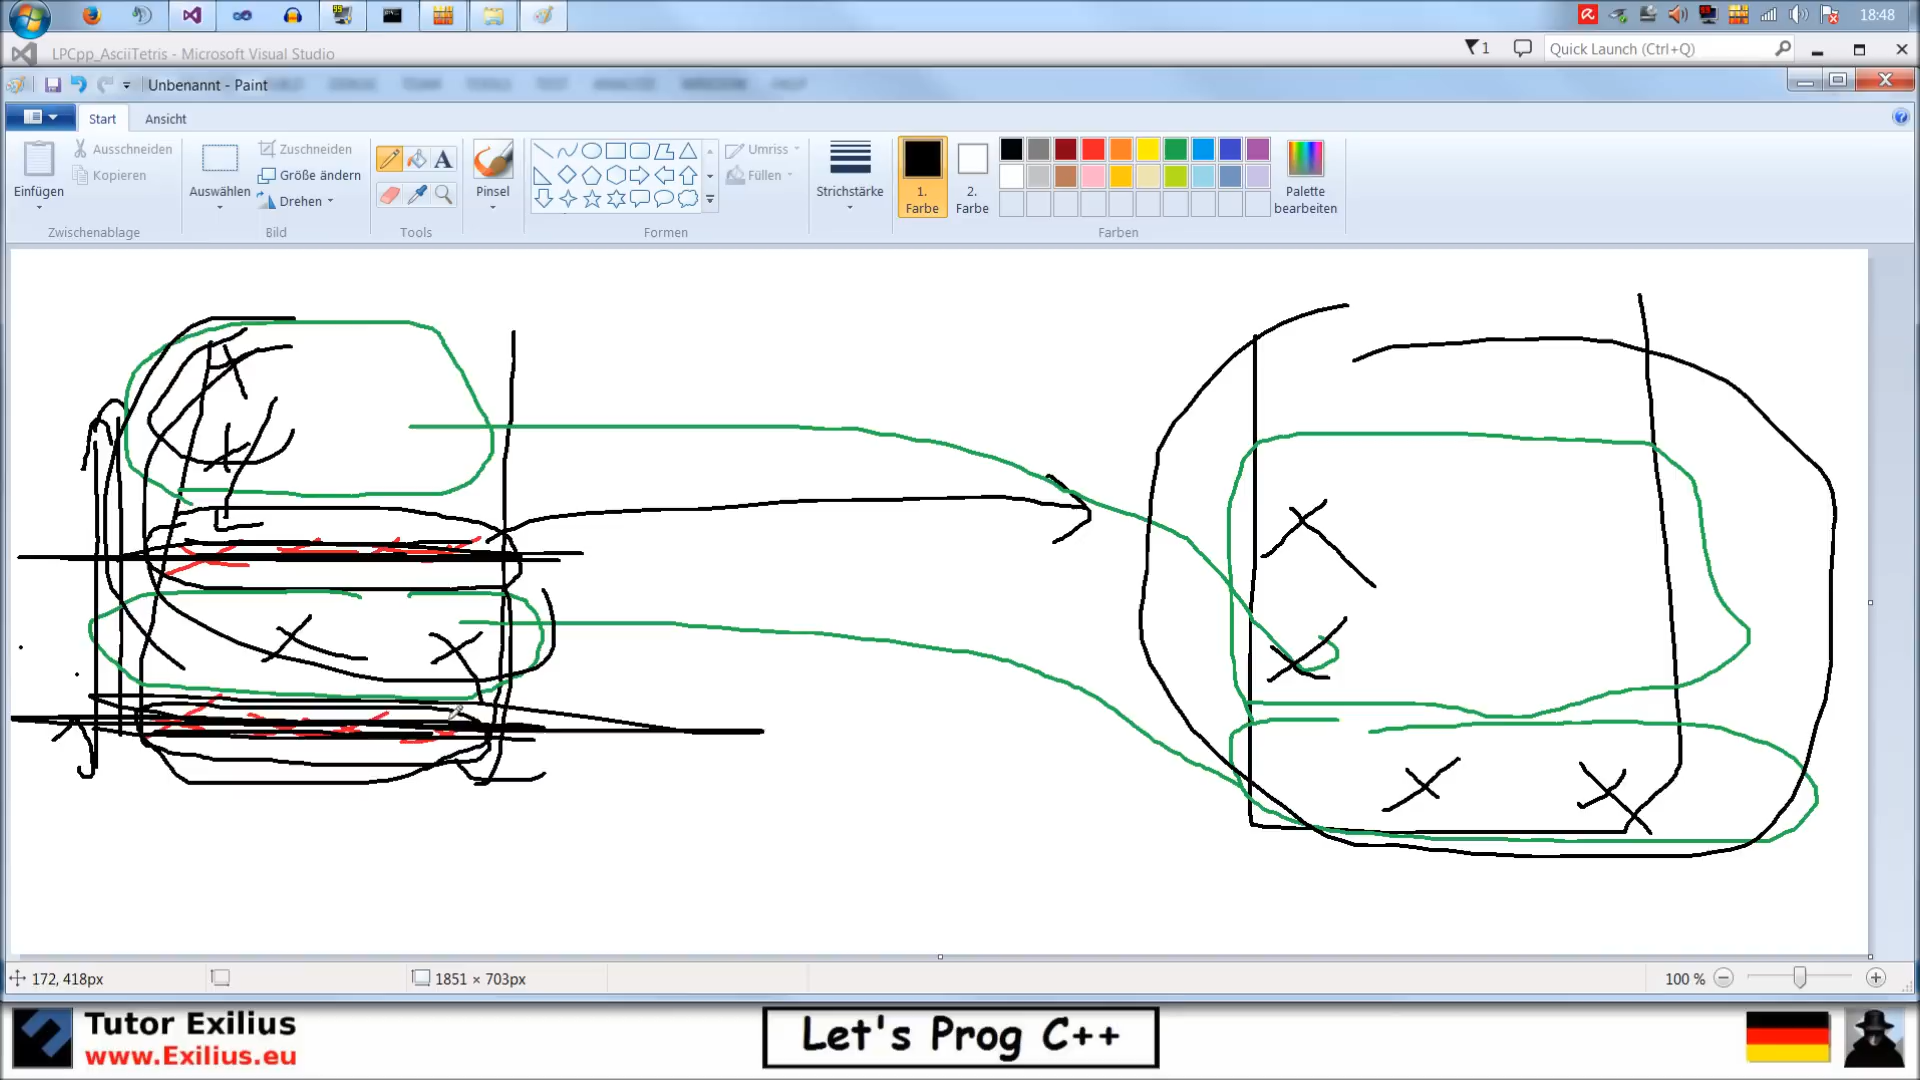 18:48
LPCpp_AsciiTetris - Microsoft Visual Studio
1
Quick Launch (Ctrl+Q)
Unbenannt - Paint
Start
Ansicht
Einfügen
Ausschneiden
Kopieren
Zwischenablage
Auswählen
Zuschneiden
Größe ändern
Drehen
Bild
A
Tools
Pinsel
Umriss
Füllen
Formen
Strichstärke
1.
Farbe
2.
Farbe
Palette
bearbeiten
Farben
172, 418px
1851 × 703px
100 %
Tutor Exilius
www.Exilius.eu
Let's Prog C++